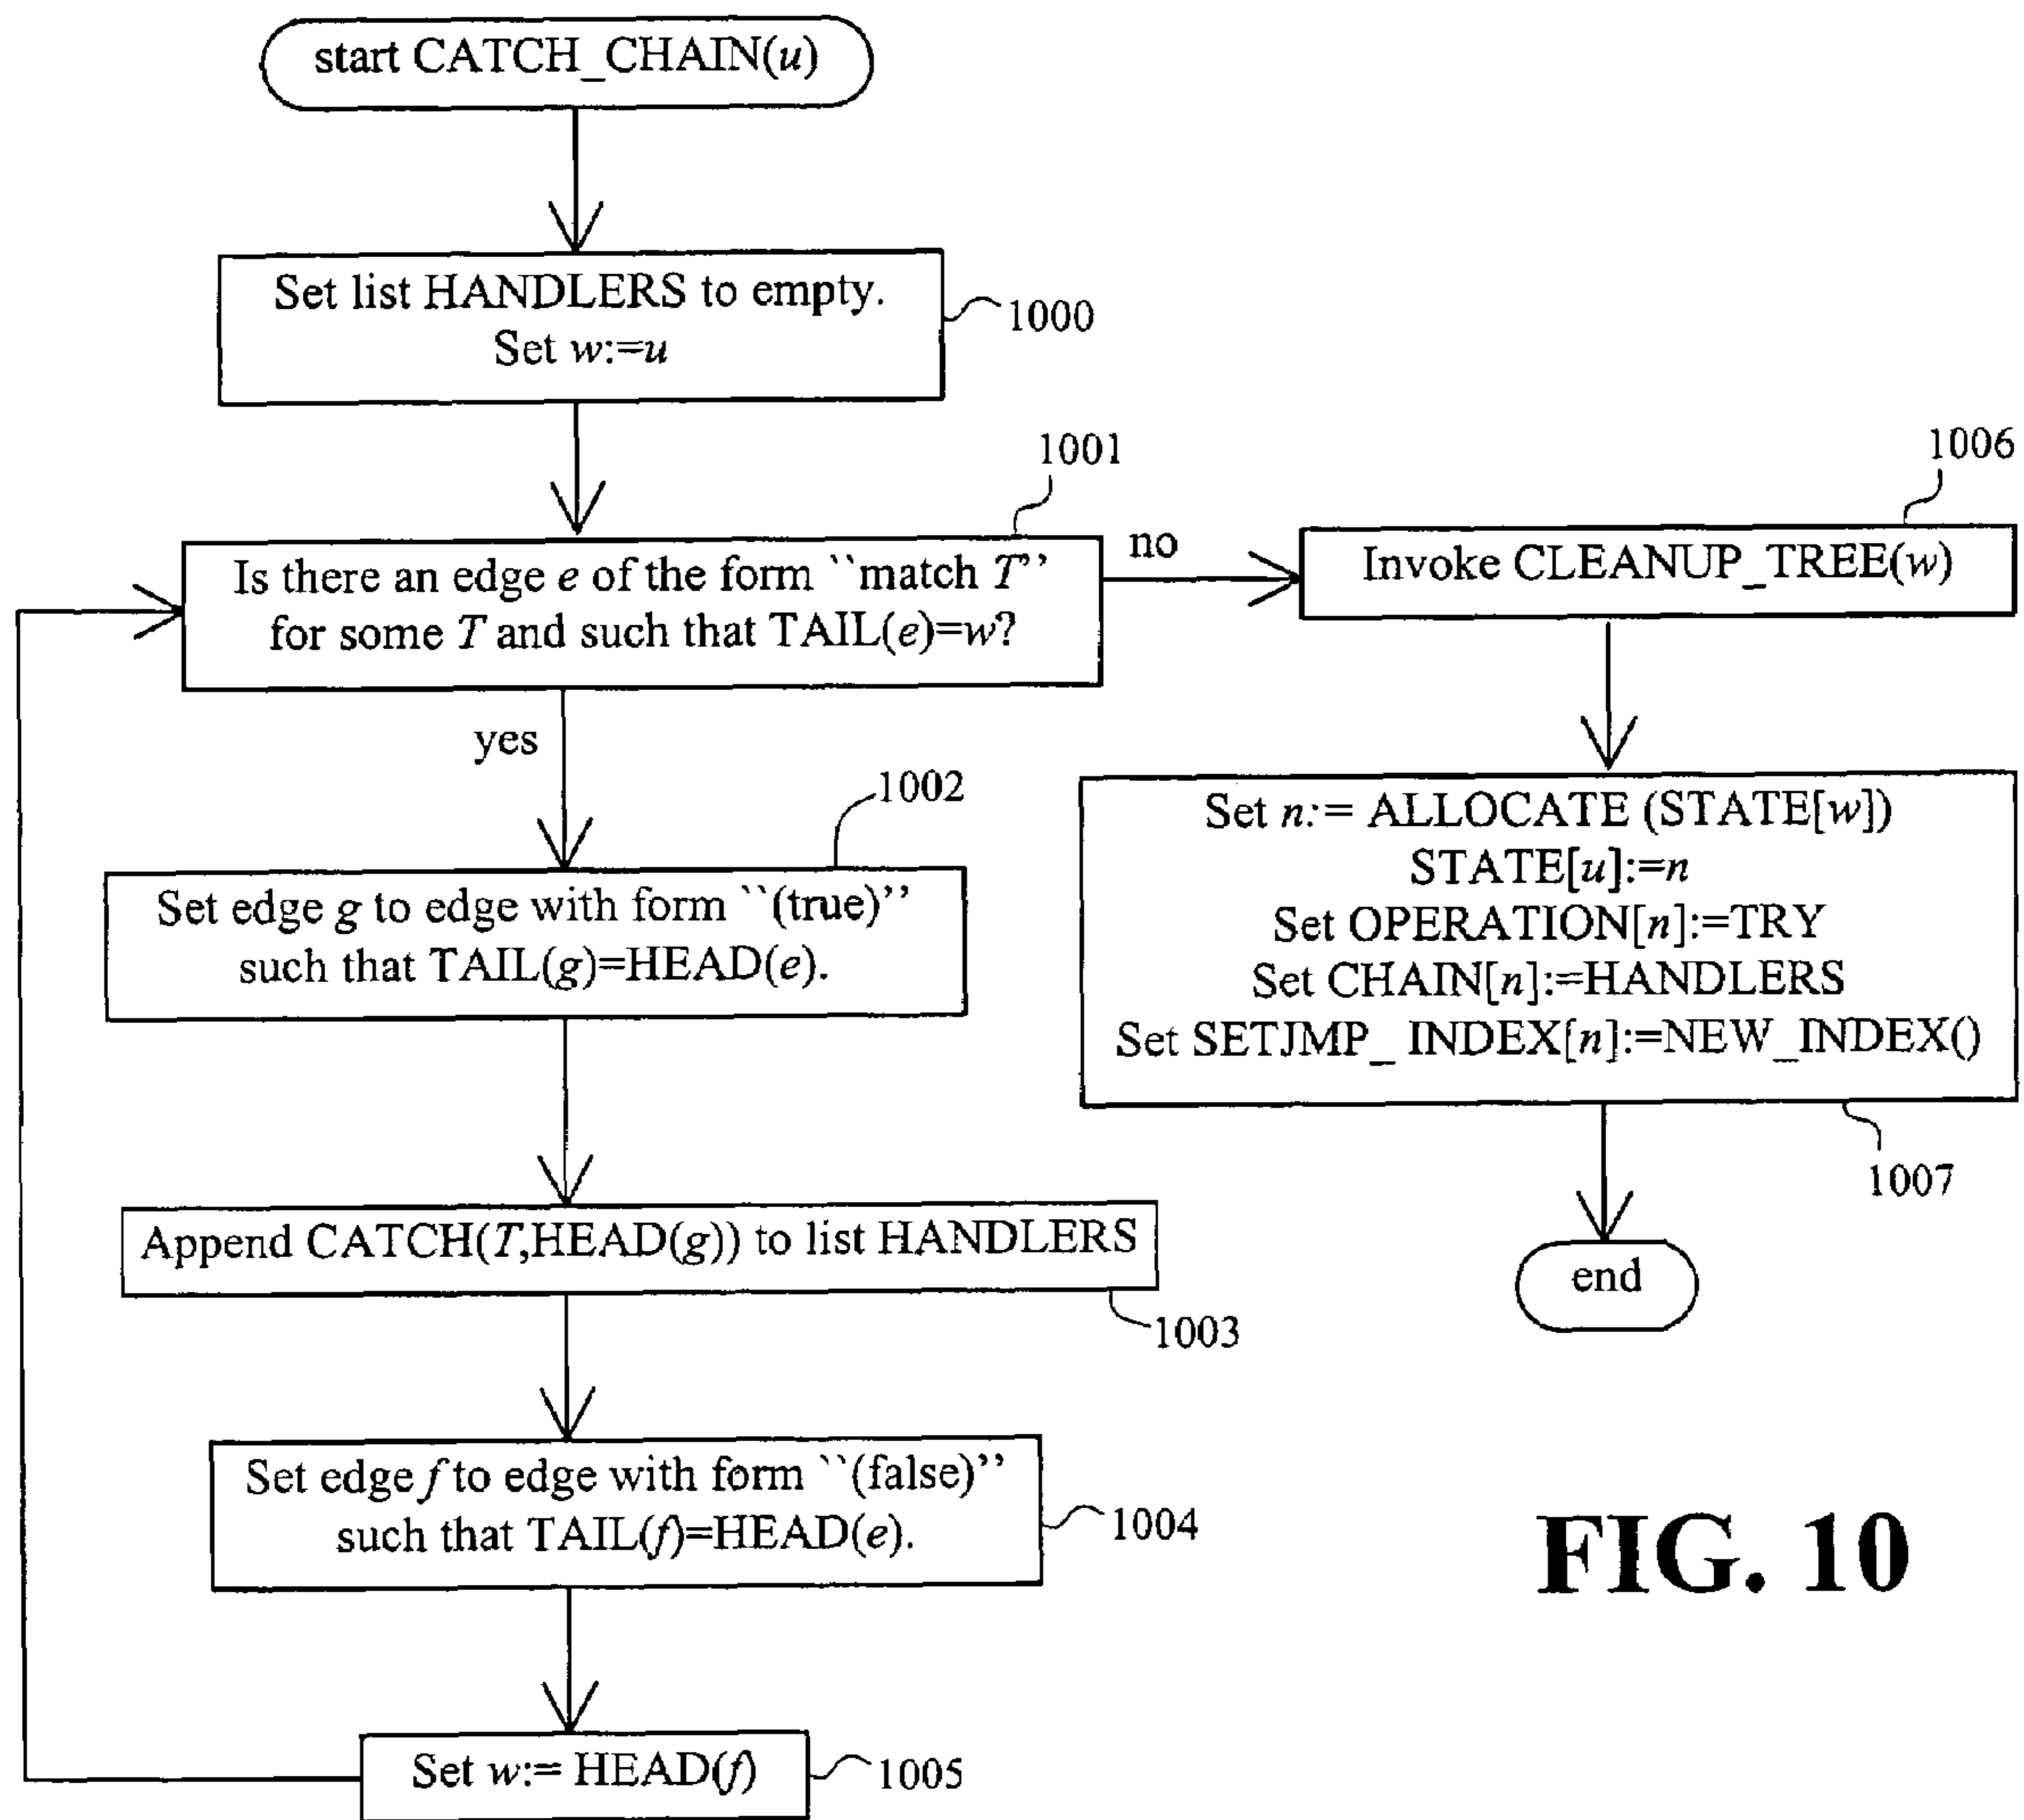 start CATCH_CHAIN(u)
Set list HANDLERS to empty.
Set w:=u
1000
1001
Is there an edge e of the form ``match T''
for some T and such that TAIL(e)=w?
no
1006
Invoke CLEANUP_TREE(w)
yes
1002
Set edge g to edge with form ``(true)''
such that TAIL(g)=HEAD(e).
Set n:= ALLOCATE (STATE[w])
STATE[u]:=n
Set OPERATION[n]:=TRY
Set CHAIN[n]:=HANDLERS
Set SETJMP_ INDEX[n]:=NEW_INDEX()
1007
end
Append CATCH(T,HEAD(g)) to list HANDLERS
1003
Set edge f to edge with form ``(false)''
such that TAIL(f)=HEAD(e).
1004
Set w:= HEAD(f)
1005
FIG. 10